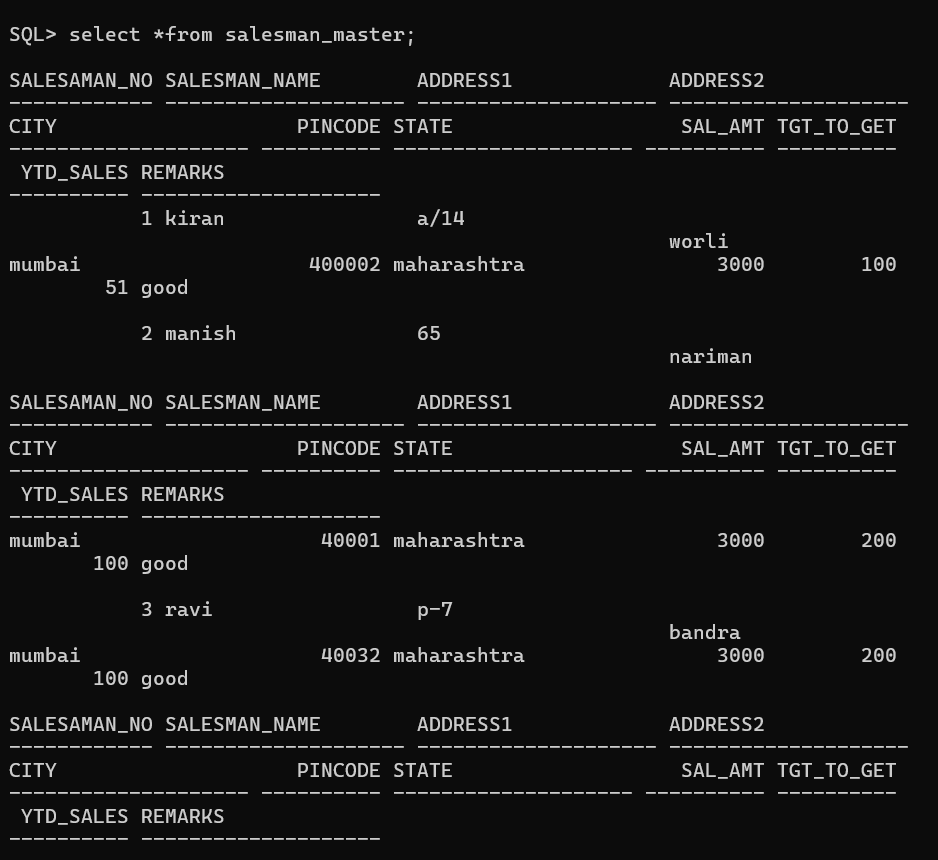 SQL> select *from salesman_master;
SALESAMAN_NO SALESMAN_NAME        ADDRESS1             ADDRESS2
------------ -------------------- -------------------- --------------------
CITY                    PINCODE STATE                   SAL_AMT TGT_TO_GET
-------------------- ---------- -------------------- ---------- ----------
 YTD_SALES REMARKS
---------- --------------------
           1 kiran                a/14
                                                       worli
mumbai                   400002 maharashtra                3000        100
        51 good
           2 manish               65
                                                       nariman
SALESAMAN_NO SALESMAN_NAME        ADDRESS1             ADDRESS2
------------ -------------------- -------------------- --------------------
CITY                    PINCODE STATE                   SAL_AMT TGT_TO_GET
-------------------- ---------- -------------------- ---------- ----------
 YTD_SALES REMARKS
---------- --------------------
mumbai                    40001 maharashtra                3000        200
       100 good
           3 ravi                 p-7
                                                       bandra
mumbai                    40032 maharashtra                3000        200
       100 good
SALESAMAN_NO SALESMAN_NAME        ADDRESS1             ADDRESS2
------------ -------------------- -------------------- --------------------
CITY                    PINCODE STATE                   SAL_AMT TGT_TO_GET
-------------------- ---------- -------------------- ---------- ----------
 YTD_SALES REMARKS
---------- --------------------